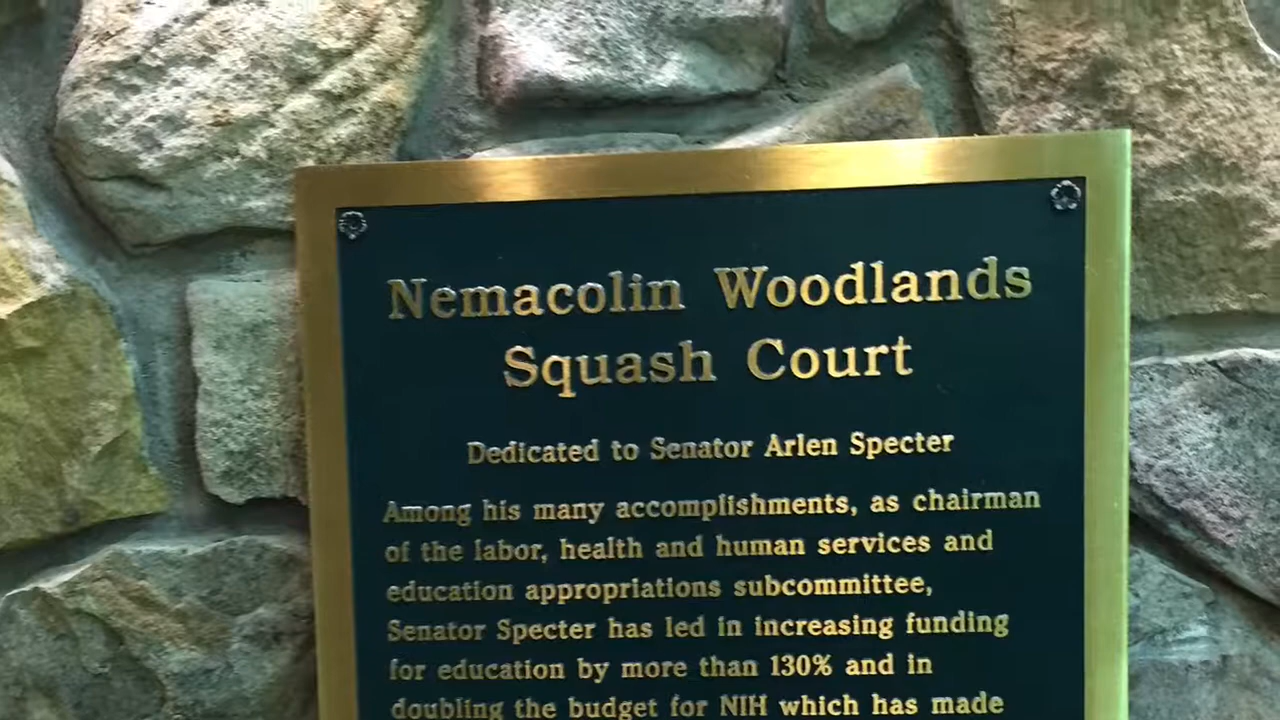 Nemacolin Woodlands
Squash Court
Dedicated to Senator Arlen Specter
Among his many accomplishments, as chairman
of the labor, health and human services and
education appropriations subcommittee,
Senator Specter has led in increasing funding
for education by more than 130% and in
doubling the budget for NIH which has made